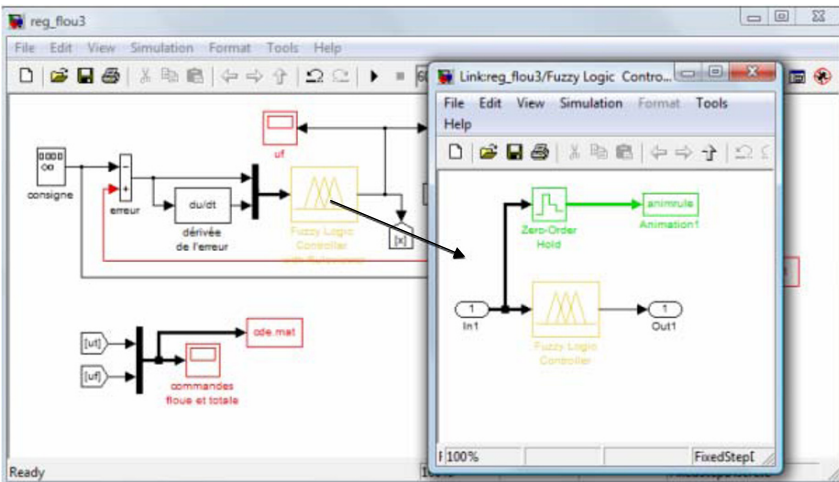 reg_flou3
File Edit View Simulation Format Tools Help
consigne
erreur
du/dt
dérivée
de l'erreur
uf
Fuzzy Logic
Controller
[x]
[ut]
[uf]
cde.mat
commandes
floue et totale
Ready
Link:reg_flou3/Fuzzy Logic Contro...
File Edit View Simulation Format Tools
Help
Zero-Order
Hold
animrule
Animation1
1
In1
Fuzzy Logic
Controller
1
Out1
100%
FixedStepD